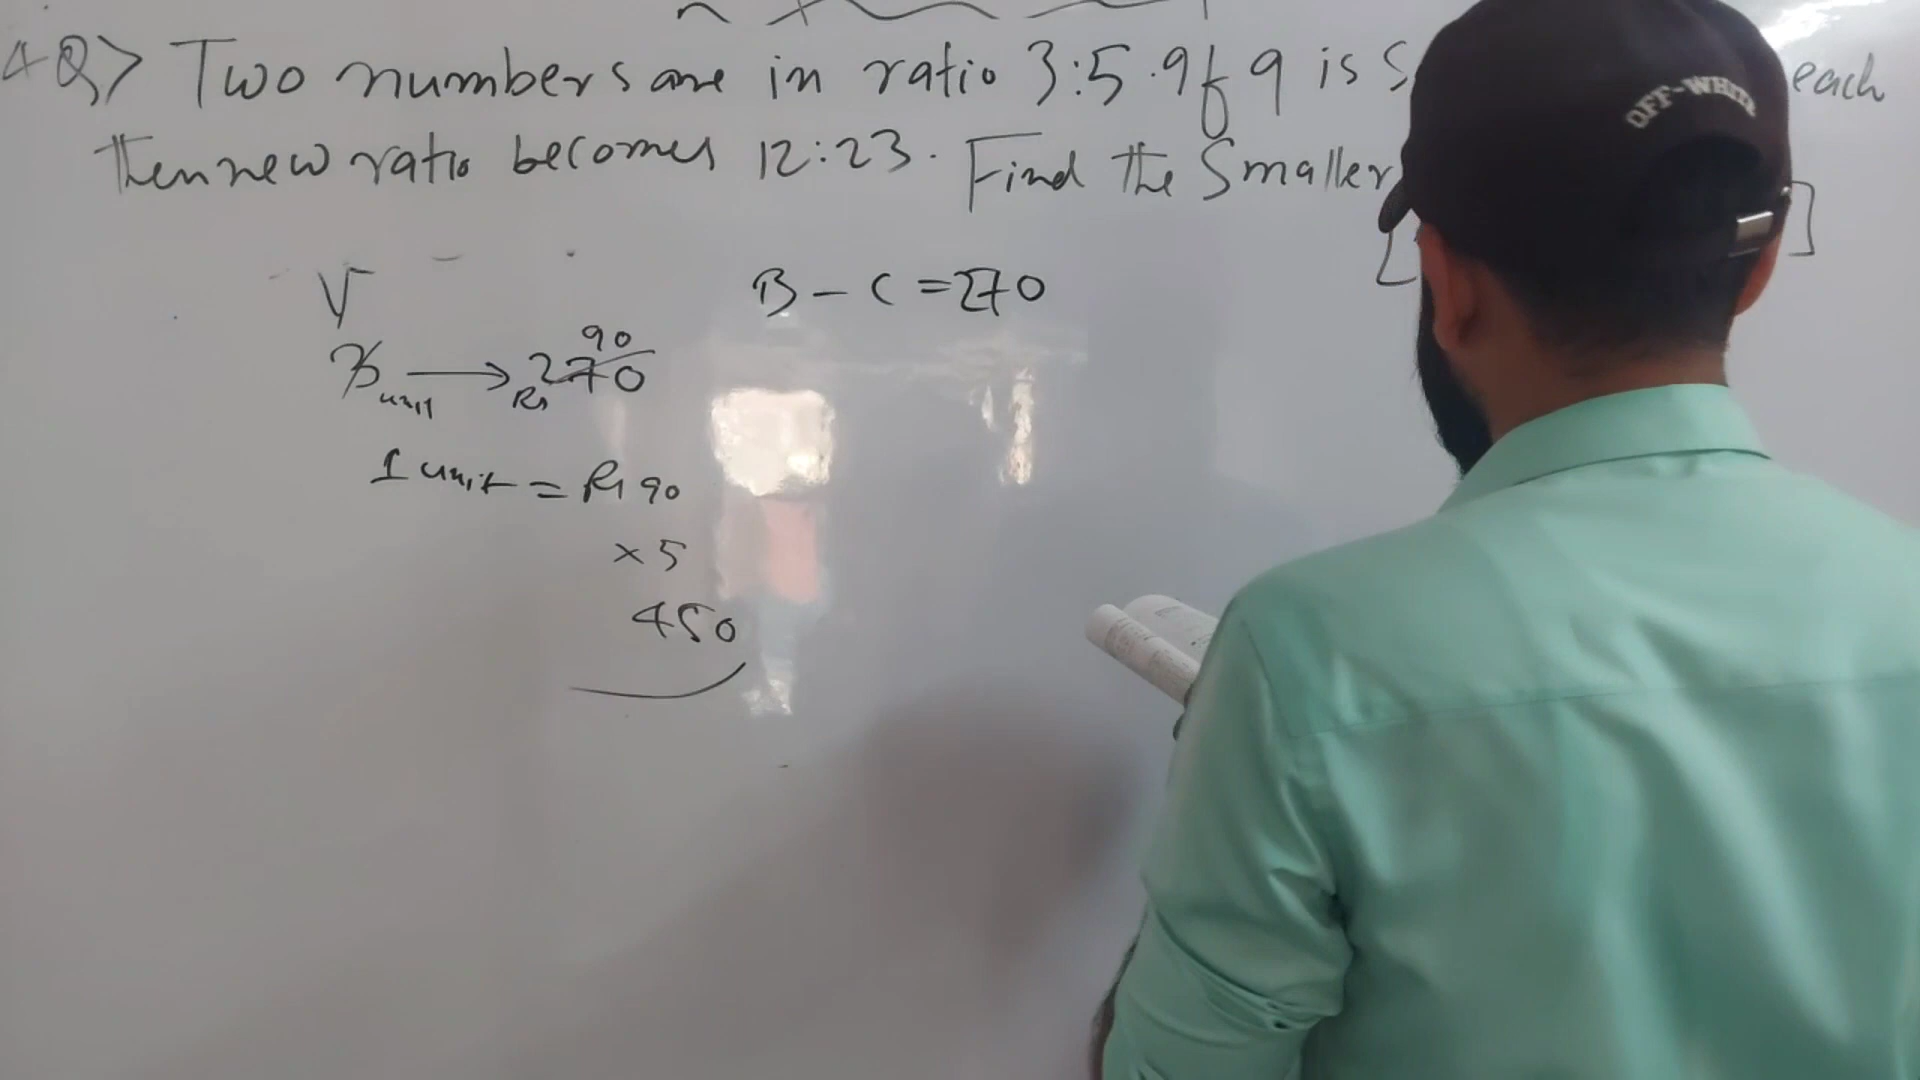 4Q> Two numbers are in ratio 3:5. If 9 is S each
then new ratio becomes 12:23. Find the Smaller
[ ]
B - C = 270
90
3 unit → Rs 270
1 unit = Rs 90
× 5
450
OFF-WHITE